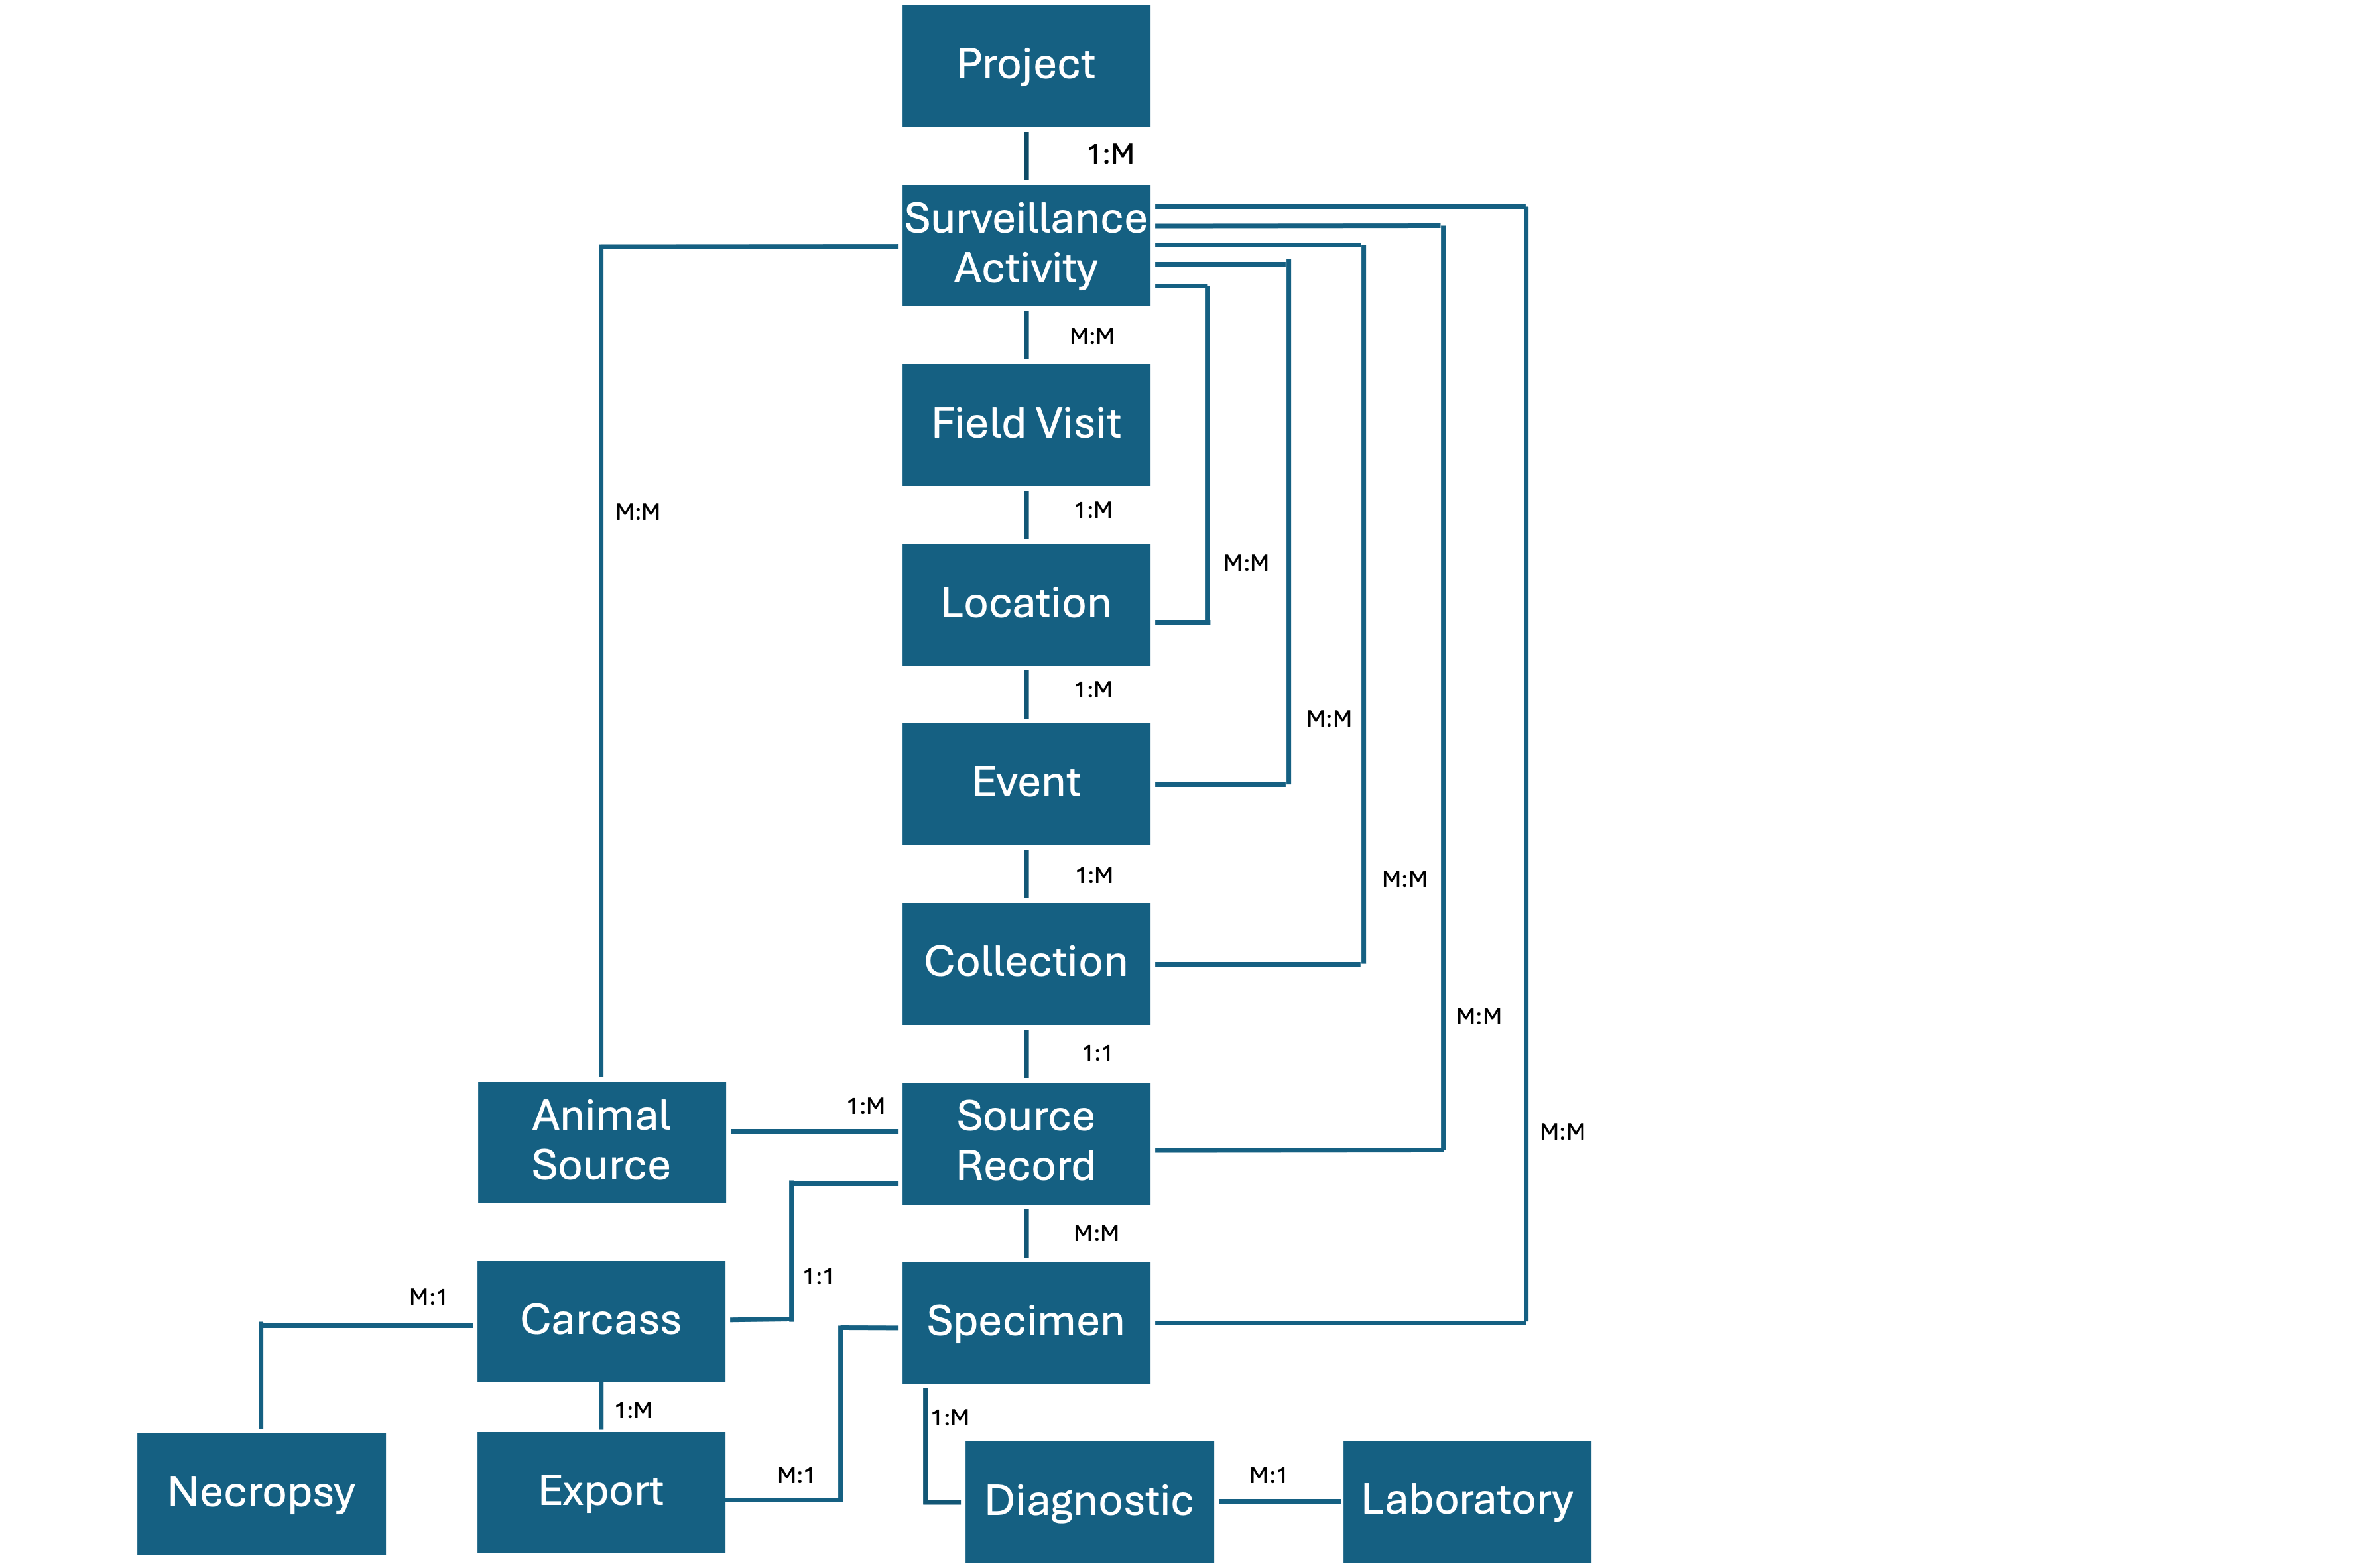 Project
1:M
Surveillance
Activity
M:M
Field Visit
M:M
1:M
Location
M:M
1:M
M:M
Event
1:M
M:M
Collection
M:M
1:1
Animal
Source
1:M
Source
Record
M:M
M:M
1:1
M:1
Carcass
Specimen
1:M
1:M
Necropsy
Export
M:1
Diagnostic
M:1
Laboratory